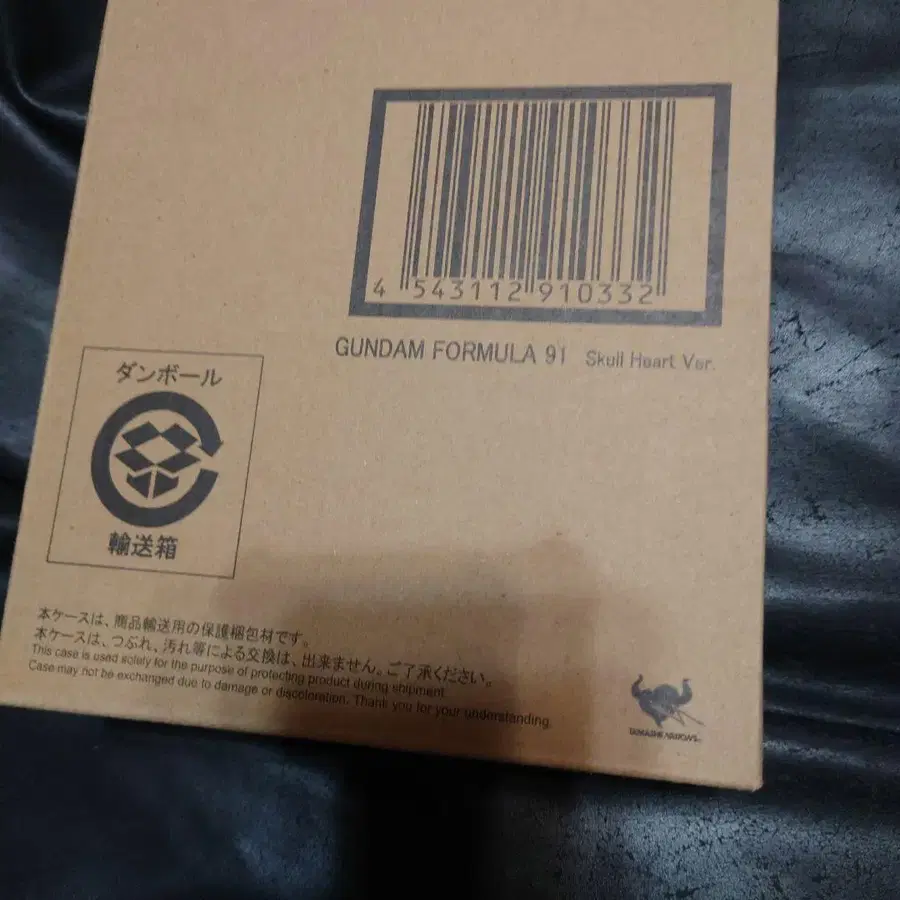 4 543112 910332
GUNDAM FORMULA 91 Skull Heart Ver.
ダンボール
輸送箱
本ケースは、商品輸送用の保護梱包材です。
本ケースは、つぶれ、汚れ等による交換は、出来ません。ご了承ください。
This case is used solely for the purpose of protecting product during shipment.
Case may not be exchanged due to damage or discoloration. Thank you for your understanding.
TAMASHII NATIONS